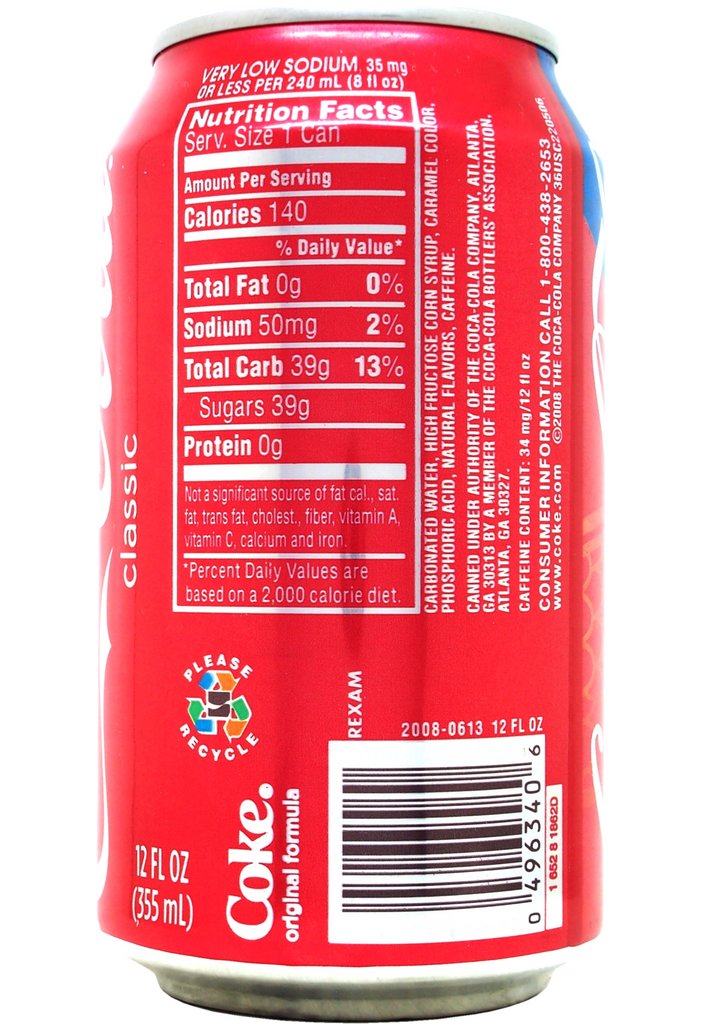 VERY LOW SODIUM, 35 mg
OR LESS PER 240 mL (8 fl oz)
Nutrition Facts
Serv. Size 1 Can
Amount Per Serving
Calories 140
% Daily Value*
Total Fat 0g 0%
Sodium 50mg 2%
Total Carb 39g 13%
Sugars 39g
Protein 0g
Not a significant source of fat cal., sat.
fat, trans fat, cholest., fiber, vitamin A,
vitamin C, calcium and iron.
*Percent Daily Values are
based on a 2,000 calorie diet.
CARBONATED WATER, HIGH FRUCTOSE CORN SYRUP, CARAMEL COLOR,
PHOSPHORIC ACID, NATURAL FLAVORS, CAFFEINE.
CANNED UNDER AUTHORITY OF THE COCA-COLA COMPANY, ATLANTA,
GA 30313 BY A MEMBER OF THE COCA-COLA BOTTLERS' ASSOCIATION,
ATLANTA, GA 30327.
CAFFEINE CONTENT: 34 mg/12 fl oz
CONSUMER INFORMATION CALL 1-800-438-2653
www.coke.com ©2008 THE COCA-COLA COMPANY 36USC220506
classic
PLEASE
RECYCLE
REXAM
2008-0613 12 FL OZ
12 FL OZ
(355 mL)
Coke.
original formula
0 496340 6
1 652 8 1862D